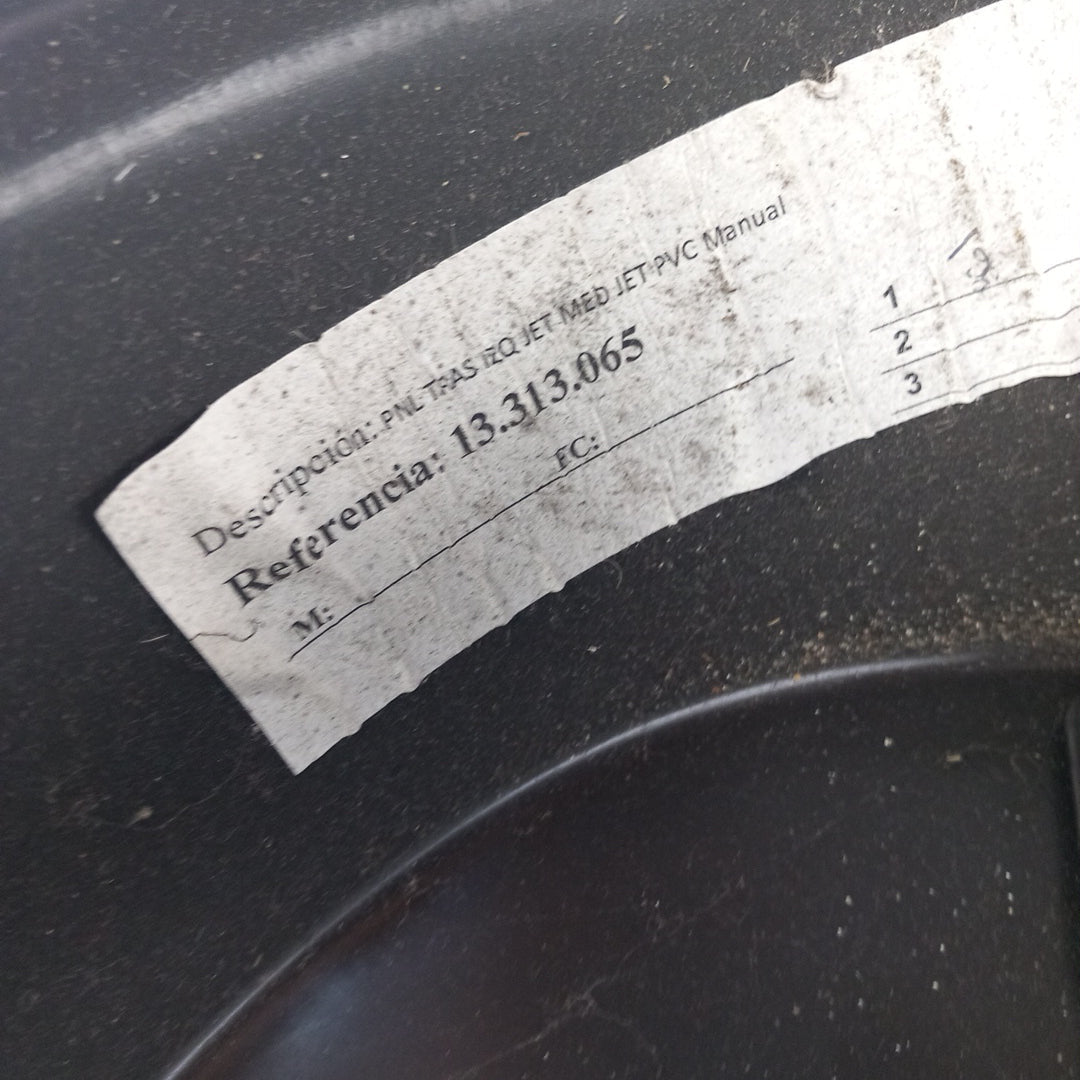 Descripción: PNL TRAS IZQ JET MED JET PVC Manual
Referencia: 13.313.065
M: FC:
1
2
3